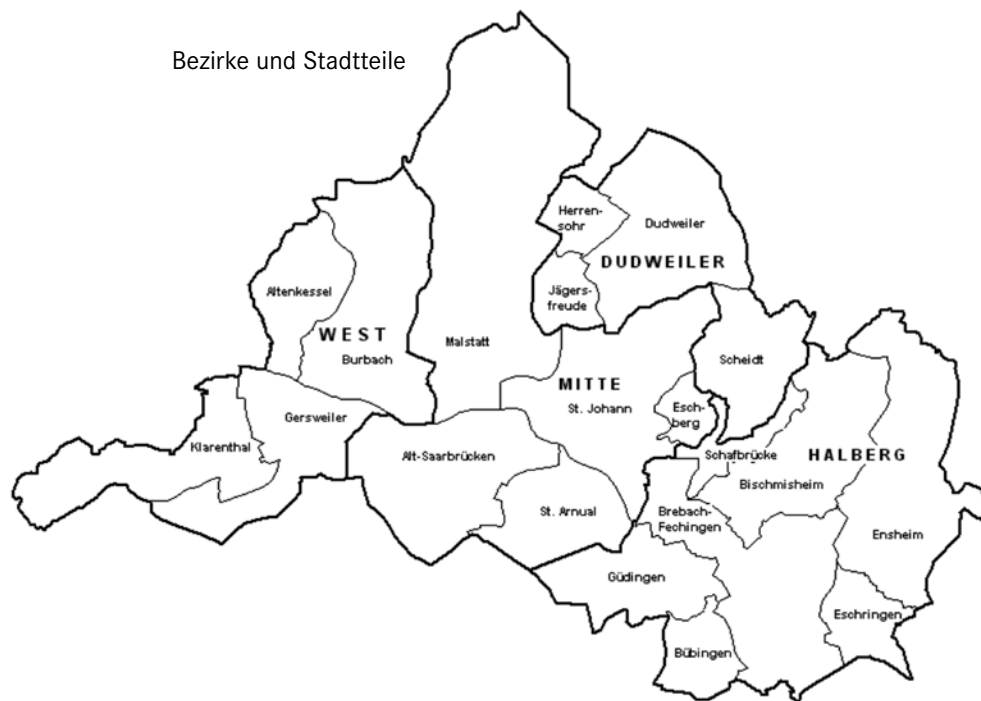 Bezirke und Stadtteile
Herren-
sohr
Dudweiler
DUDWEILER
Jägers-
freude
Altenkessel
WEST
Burbach
Malstatt
Scheidt
MITTE
St. Johann
Esch-
berg
Gersweiler
Klarenthal
Alt-Saarbrücken
Schafbrücke
HALBERG
Bischmisheim
St. Arnual
Brebach-
Fechingen
Ensheim
Güdingen
Eschringen
Bübingen